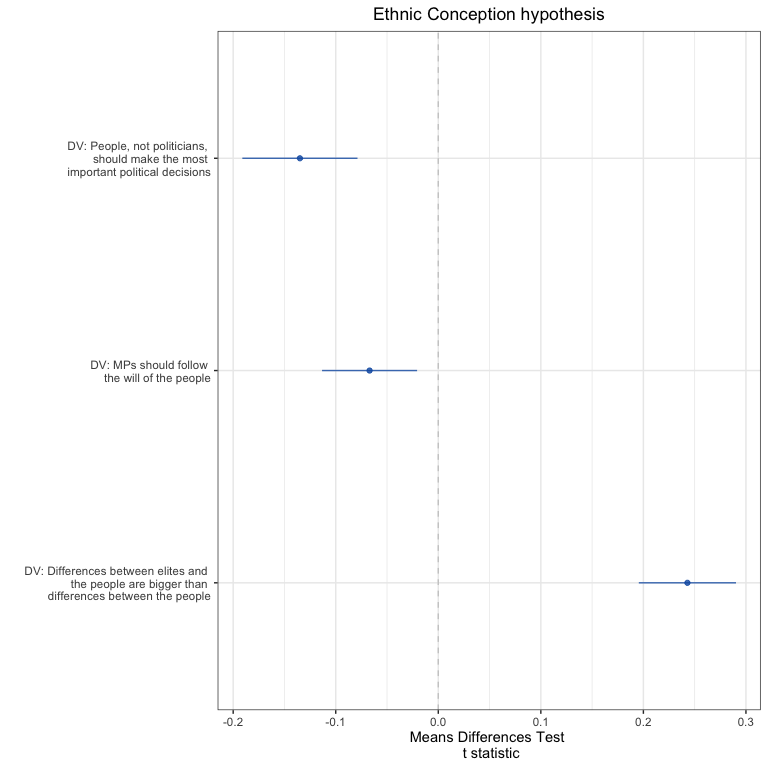 Ethnic Conception hypothesis
DV: People, not politicians,
should make the most
important political decisions
DV: MPs should follow
the will of the people
DV: Differences between elites and
the people are bigger than
differences between the people
-0.2 -0.1 0.0 0.1 0.2 0.3
Means Differences Test
t statistic